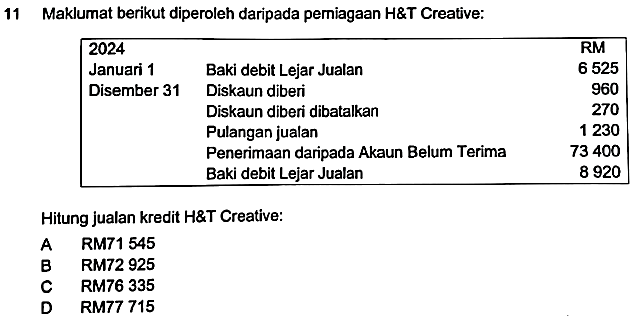 11 Maklumat berikut diperoleh daripada perniagaan H&T Creative:
2024 RM
Januari 1 Baki debit Lejar Jualan 6 525
Disember 31 Diskaun diberi 960
Diskaun diberi dibatalkan 270
Pulangan jualan 1 230
Penerimaan daripada Akaun Belum Terima 73 400
Baki debit Lejar Jualan 8 920
Hitung jualan kredit H&T Creative:
A RM71 545
B RM72 925
C RM76 335
D RM77 715